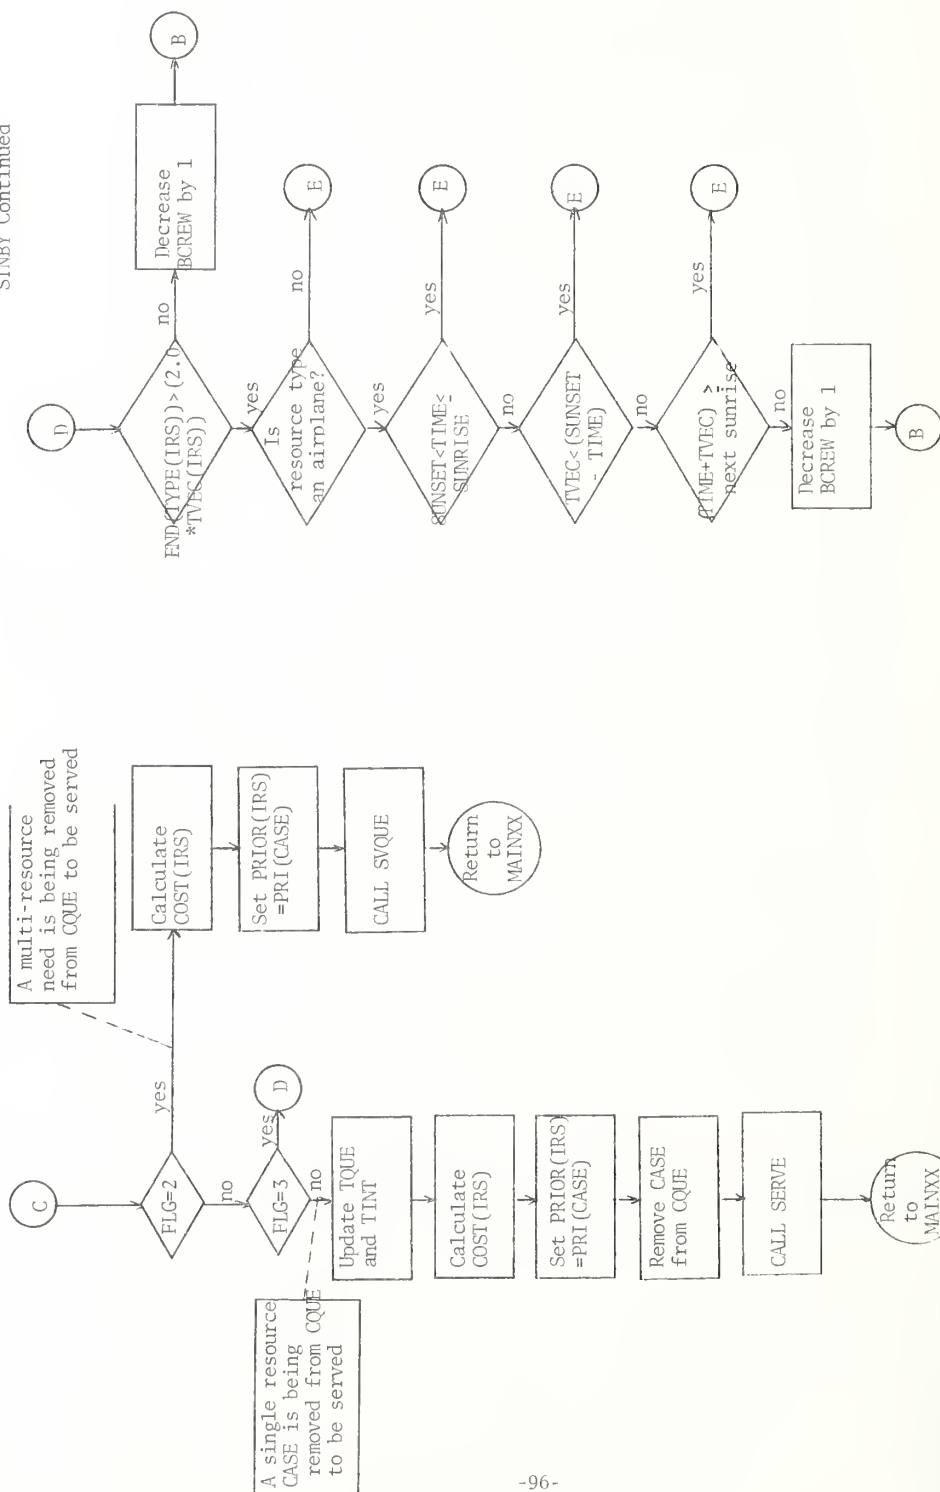 STNBY Continued
C
FLG=2
yes
no
A multi-resource
need is being removed
from CQUE to be served
Calculate
COST(IRS)
Set PRIOR(IRS)
=PRI(CASE)
CALL SVQUE
Return
to
MAINXX
FLG=3
yes
D
no
A single resource
CASE is being
removed from CQUE
to be served
Update TQUE
and TINT
Calculate
COST(IRS)
Set PRIOR(IRS)
=PRI(CASE)
Remove CASE
from CQUE
CALL SERVE
Return
to
MAINXX
D
END(TYPE(IRS))>(2.0
*TVEC(IRS))
no
Decrease
BCREW by 1
B
yes
Is
resource type
an airplane?
no
E
yes
SUNSET<TIME≤
SUNRISE
yes
E
no
TVEC<(SUNSET
- TIME)
yes
E
no
(TIME+TVEC) ≥
next sunrise
yes
E
no
Decrease
BCREW by 1
B
-96-